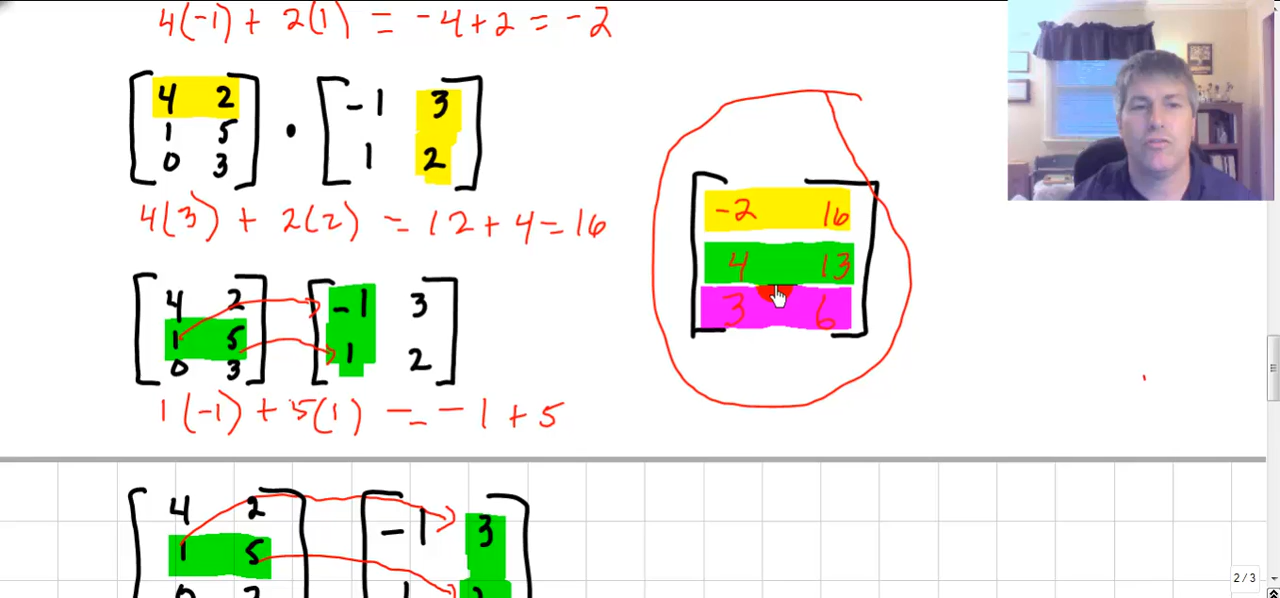 4(-1) + 2(1) = -4+2 = -2
4 2 -1 3
1 5 • 1 2
0 3
4(3) + 2(2) = 12 + 4 = 16
-2 16
4 13
3 6
4 2 -1 3
1 5 1 2
0 3
1(-1) + 5(1) = -1 + 5
4 2 -1 3
1 5
2/3